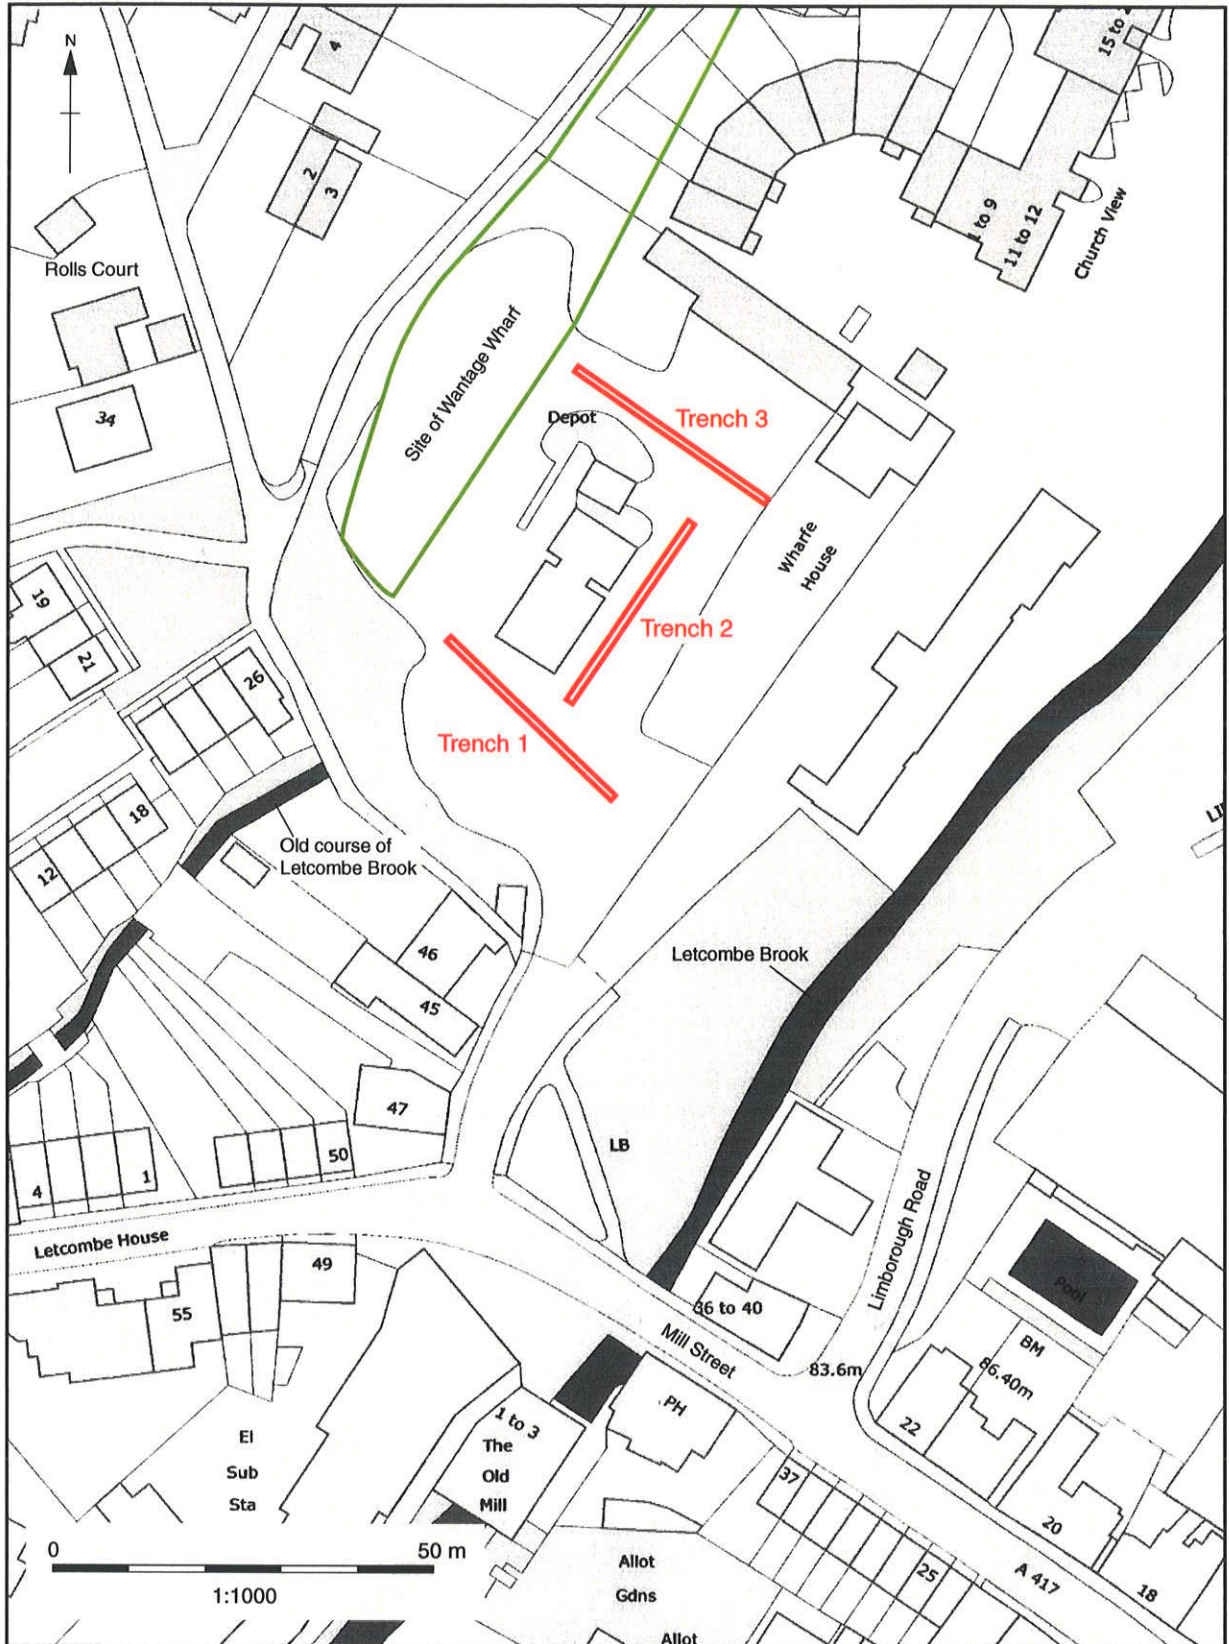 N
4
15 to
2
3
1 to 9
11 to 12
Church View
Rolls Court
34
Site of Wantage Wharf
Depot
Trench 3
Wharfe
House
Trench 2
19
21
26
Trench 1
18
12
Old course of
Letcombe Brook
46
45
Letcombe Brook
47
50
LB
4
1
Letcombe House
49
55
Limborough Road
Pool
36 to 40
Mill Street
83.6m
BM
86.40m
PH
22
1 to 3
The
Old
Mill
El
Sub
Sta
37
20
25
A 417
18
0
50 m
1:1000
Allot
Gdns
Allot